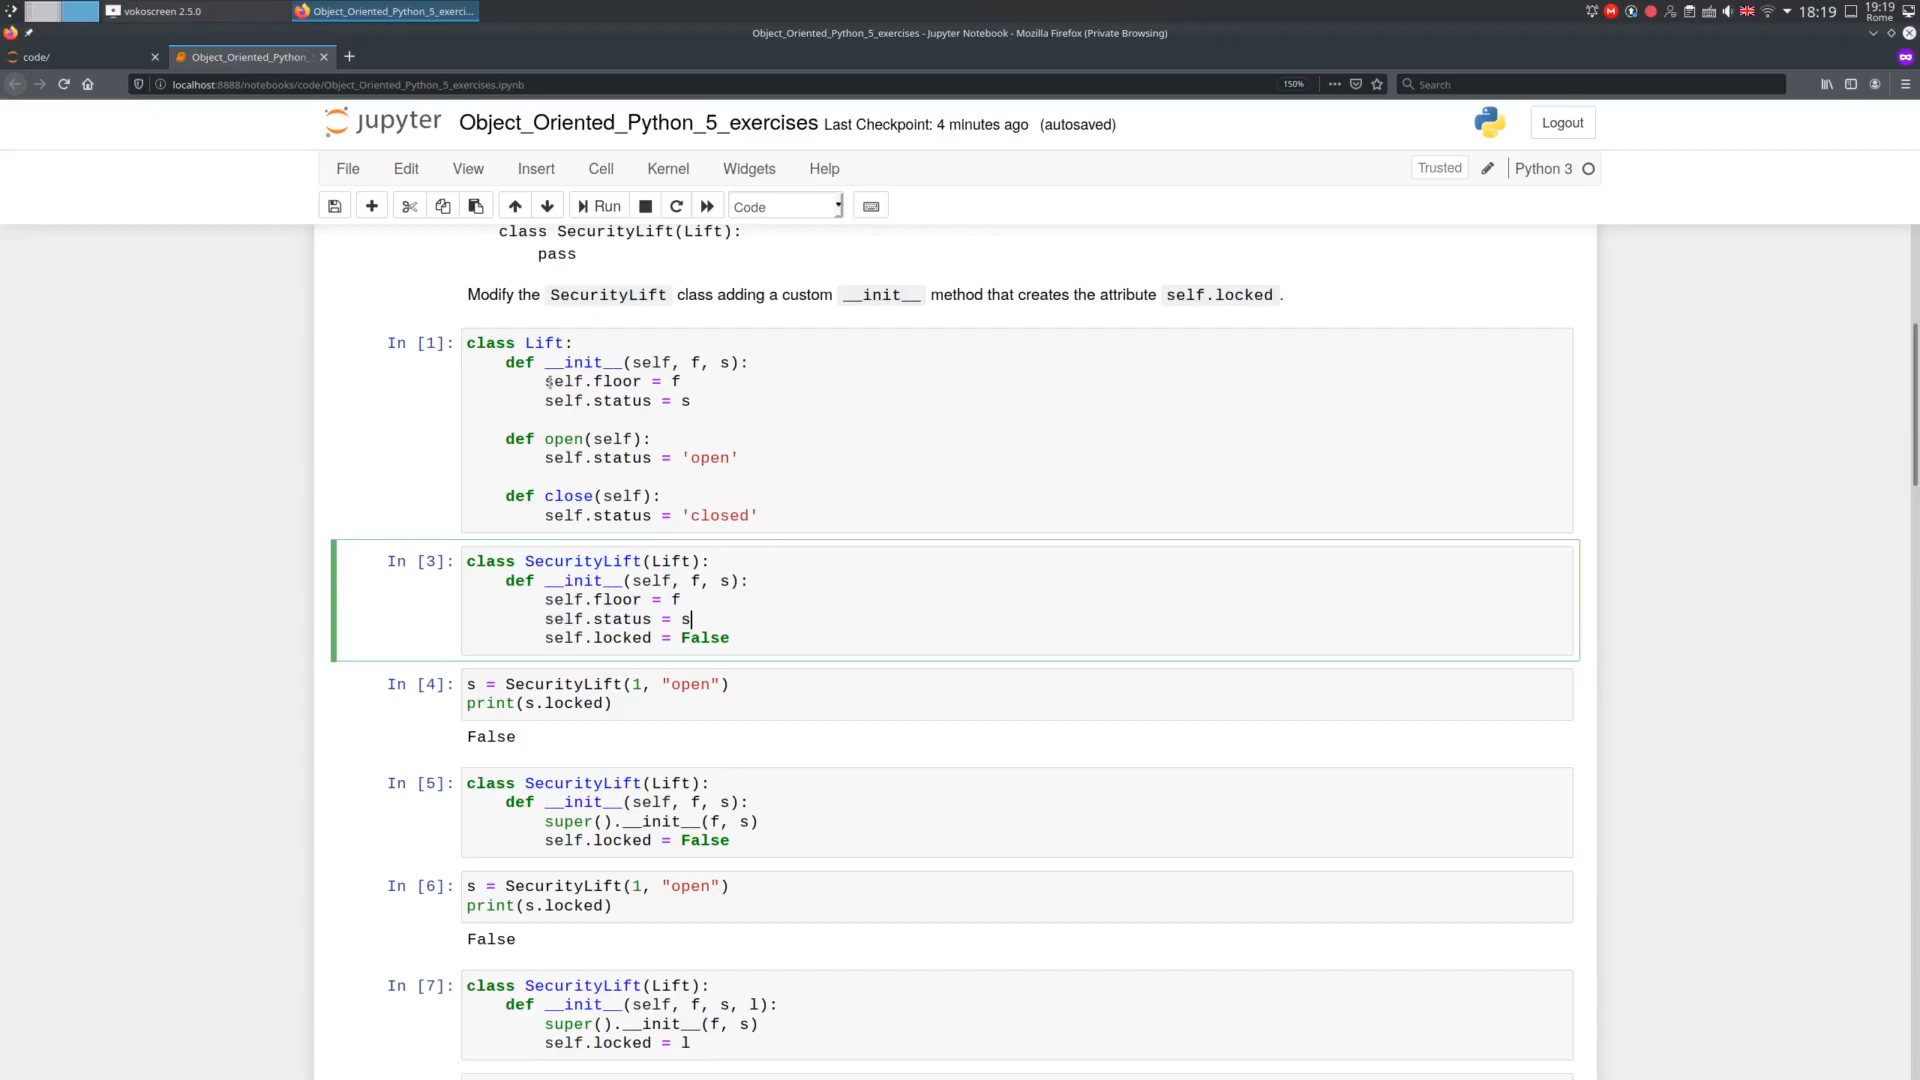 vokoscreen 2.5.0
Object_Oriented_Python_5_exerci...
18:19
19:19
Rome
Object_Oriented_Python_5_exercises - Jupyter Notebook - Mozilla Firefox (Private Browsing)
code/
Object_Oriented_Python_
localhost:8888/notebooks/code/Object_Oriented_Python_5_exercises.ipynb
150%
Search
jupyter
Object_Oriented_Python_5_exercises Last Checkpoint: 4 minutes ago (autosaved)
Logout
File Edit View Insert Cell Kernel Widgets Help
Trusted
Python 3
Run
Code
class SecurityLift(Lift):
    pass
Modify the SecurityLift class adding a custom __init__ method that creates the attribute self.locked.
In [1]: class Lift:
    def __init__(self, f, s):
        self.floor = f
        self.status = s
    def open(self):
        self.status = 'open'
    def close(self):
        self.status = 'closed'
In [3]: class SecurityLift(Lift):
    def __init__(self, f, s):
        self.floor = f
        self.status = s
        self.locked = False
In [4]: s = SecurityLift(1, "open")
print(s.locked)
False
In [5]: class SecurityLift(Lift):
    def __init__(self, f, s):
        super().__init__(f, s)
        self.locked = False
In [6]: s = SecurityLift(1, "open")
print(s.locked)
False
In [7]: class SecurityLift(Lift):
    def __init__(self, f, s, l):
        super().__init__(f, s)
        self.locked = l